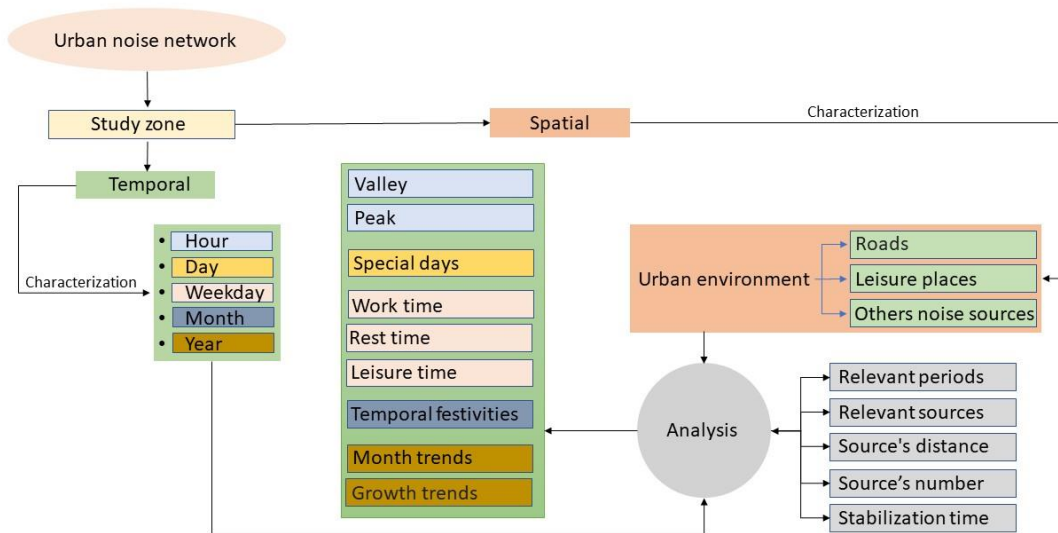 Urban noise network
Study zone
Spatial
Characterization
Temporal
Characterization
• Hour
• Day
• Weekday
• Month
• Year
Valley
Peak
Special days
Work time
Rest time
Leisure time
Temporal festivities
Month trends
Growth trends
Urban environment
Roads
Leisure places
Others noise sources
Analysis
Relevant periods
Relevant sources
Source's distance
Source’s number
Stabilization time